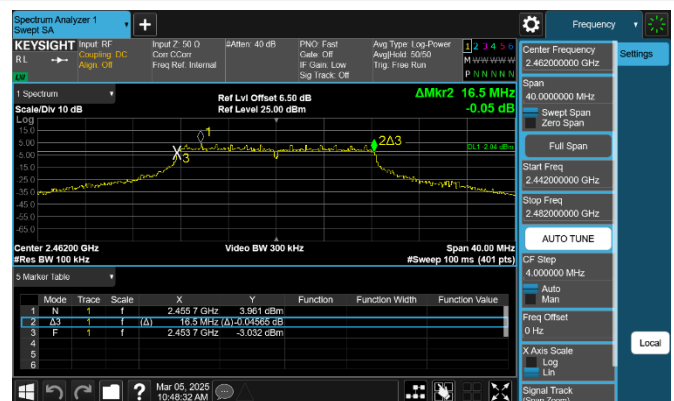 Spectrum Analyzer 1
Swept SA
Frequency
KEYSIGHT
RL
LW
Input: RF
Coupling: DC
Align: Off
Input Z: 50 Ω
Corr CCorr
Freq Ref: Internal
#Atten: 40 dB
PNO: Fast
Gate: Off
IF Gain: Low
Sig Track: Off
Avg Type: Log-Power
Avg|Hold: 50/50
Trig: Free Run
1 2 3 4 5 6
M W W W W W
P N N N N N
1 Spectrum
Scale/Div 10 dB
Ref Lvl Offset 6.50 dB
Ref Level 25.00 dBm
ΔMkr2 16.5 MHz
-0.05 dB
Log
15.0
5.00
-5.00
-15.0
-25.0
-35.0
-45.0
-55.0
-65.0
1
2Δ3
X3
DL1 2.04 dBm
Center 2.46200 GHz
#Res BW 100 kHz
Video BW 300 kHz
Span 40.00 MHz
#Sweep 100 ms (401 pts)
5 Marker Table
Mode Trace Scale X Y Function Function Width Function Value
1 N 1 f 2.455 7 GHz 3.961 dBm
2 Δ3 1 f (Δ) 16.5 MHz (Δ) -0.04565 dB
3 F 1 f 2.453 7 GHz -3.032 dBm
4
5
6
Mar 05, 2025
10:48:32 AM
Center Frequency
2.462000000 GHz
Span
40.0000000 MHz
Swept Span
Zero Span
Full Span
Start Freq
2.442000000 GHz
Stop Freq
2.482000000 GHz
AUTO TUNE
CF Step
4.000000 MHz
Auto
Man
Freq Offset
0 Hz
X Axis Scale
Log
Lin
Signal Track
(Span Zoom)
Settings
Local